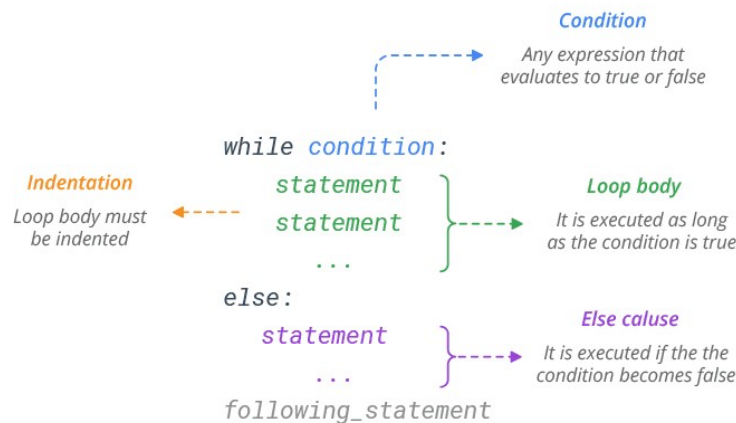 Condition
Any expression that
evaluates to true or false
while condition:
Indentation
Loop body must
be indented
statement
statement
...
Loop body
It is executed as long
as the condition is true
else:
statement
...
Else caluse
It is executed if the the
condition becomes false
following_statement